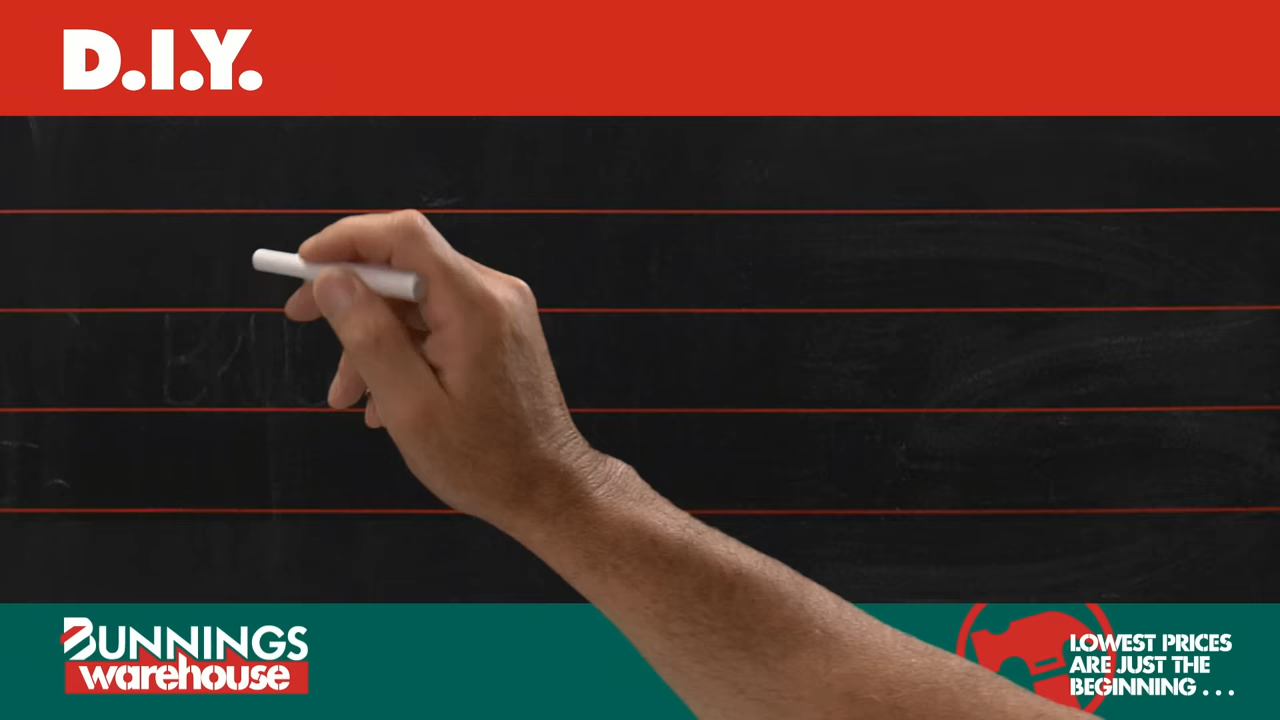 D.I.Y.
BUNNINGS
warehouse
LOWEST PRICES
ARE JUST THE
BEGINNING . . .